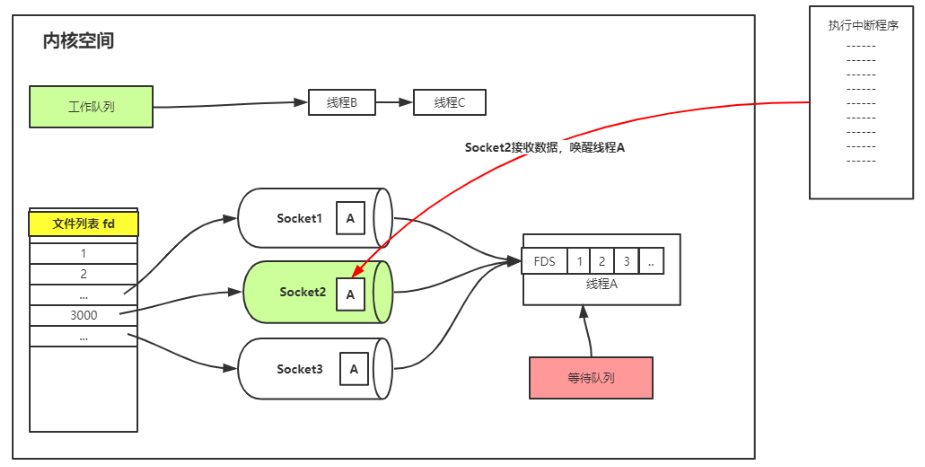 内核空间
执行中断程序
------
------
------
------
------
------
------
------
------
工作队列
线程B
线程C
Socket2接收数据，唤醒线程A
文件列表 fd
1
2
...
3000
...
Socket1
A
Socket2
A
Socket3
A
FDS 1 2 3 ..
线程A
等待队列